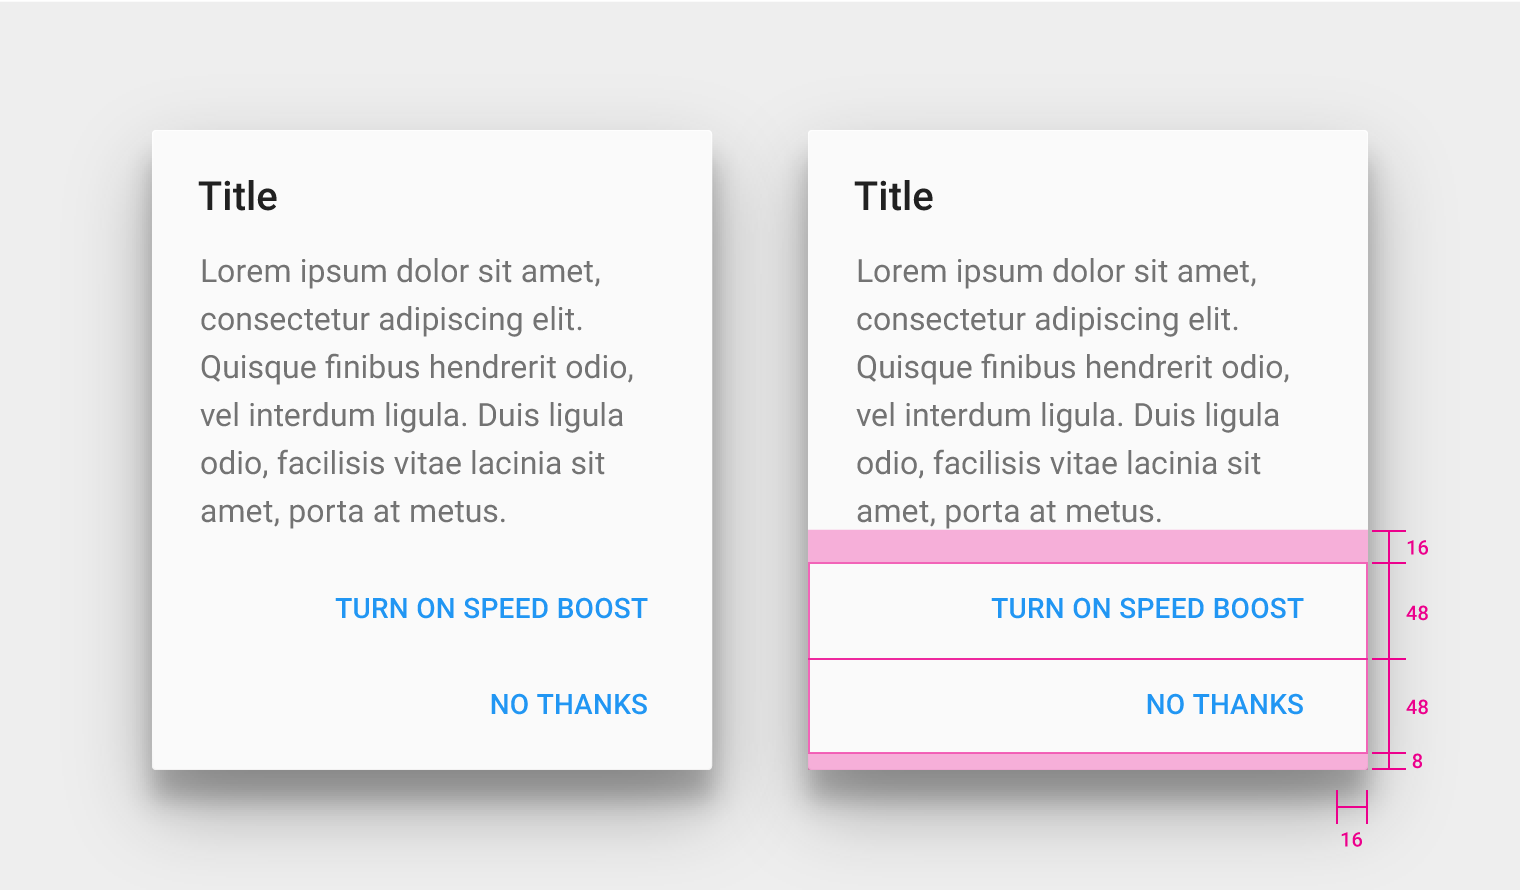 Title
Lorem ipsum dolor sit amet,
consectetur adipiscing elit.
Quisque finibus hendrerit odio,
vel interdum ligula. Duis ligula
odio, facilisis vitae lacinia sit
amet, porta at metus.
TURN ON SPEED BOOST
NO THANKS
Title
Lorem ipsum dolor sit amet,
consectetur adipiscing elit.
Quisque finibus hendrerit odio,
vel interdum ligula. Duis ligula
odio, facilisis vitae lacinia sit
amet, porta at metus.
TURN ON SPEED BOOST
NO THANKS
16
48
48
8
16